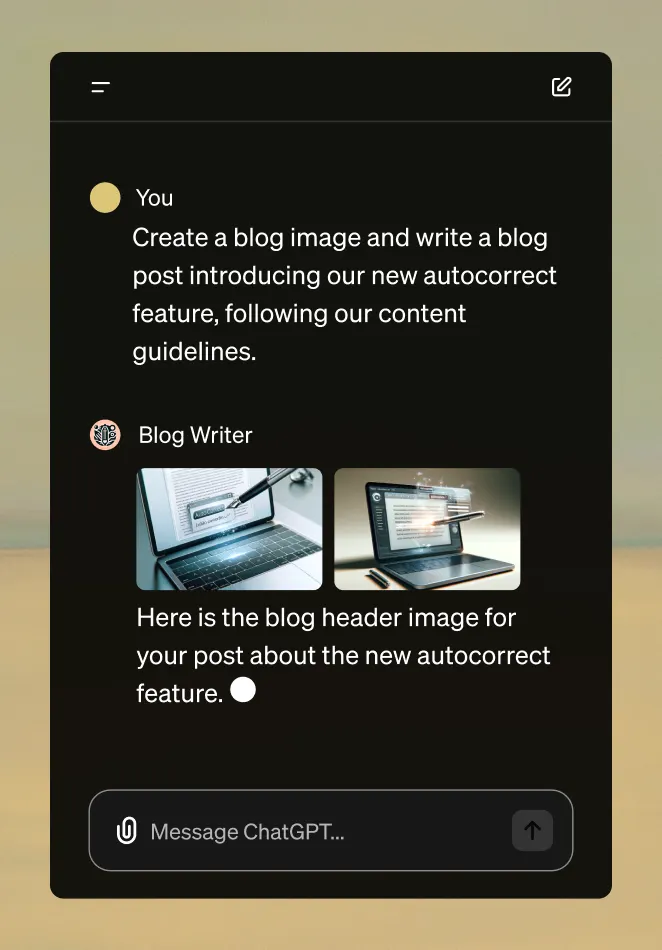 You
Create a blog image and write a blog
post introducing our new autocorrect
feature, following our content
guidelines.
Blog Writer
Here is the blog header image for
your post about the new autocorrect
feature.
Message ChatGPT...